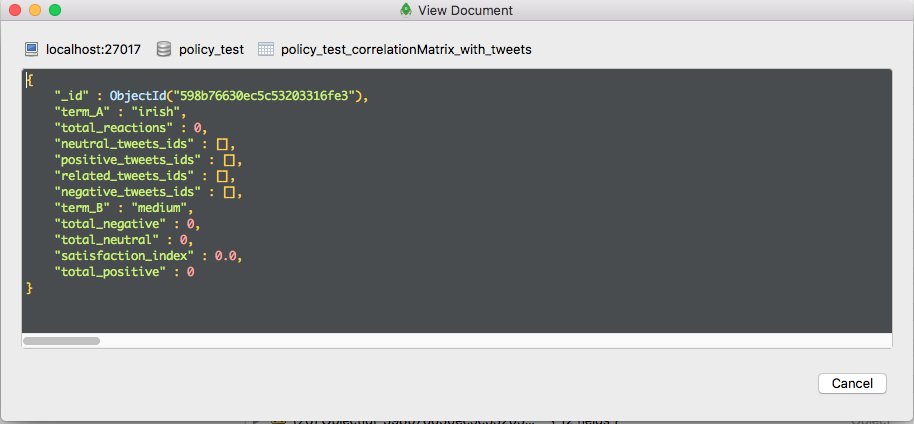 View Document
localhost:27017 policy_test policy_test_correlationMatrix_with_tweets
{
"_id" : ObjectId("598b76630ec5c53203316fe3"),
"term_A" : "irish",
"total_reactions" : 0,
"neutral_tweets_ids" : [],
"positive_tweets_ids" : [],
"related_tweets_ids" : [],
"negative_tweets_ids" : [],
"term_B" : "medium",
"total_negative" : 0,
"total_neutral" : 0,
"satisfaction_index" : 0.0,
"total_positive" : 0
}
Cancel